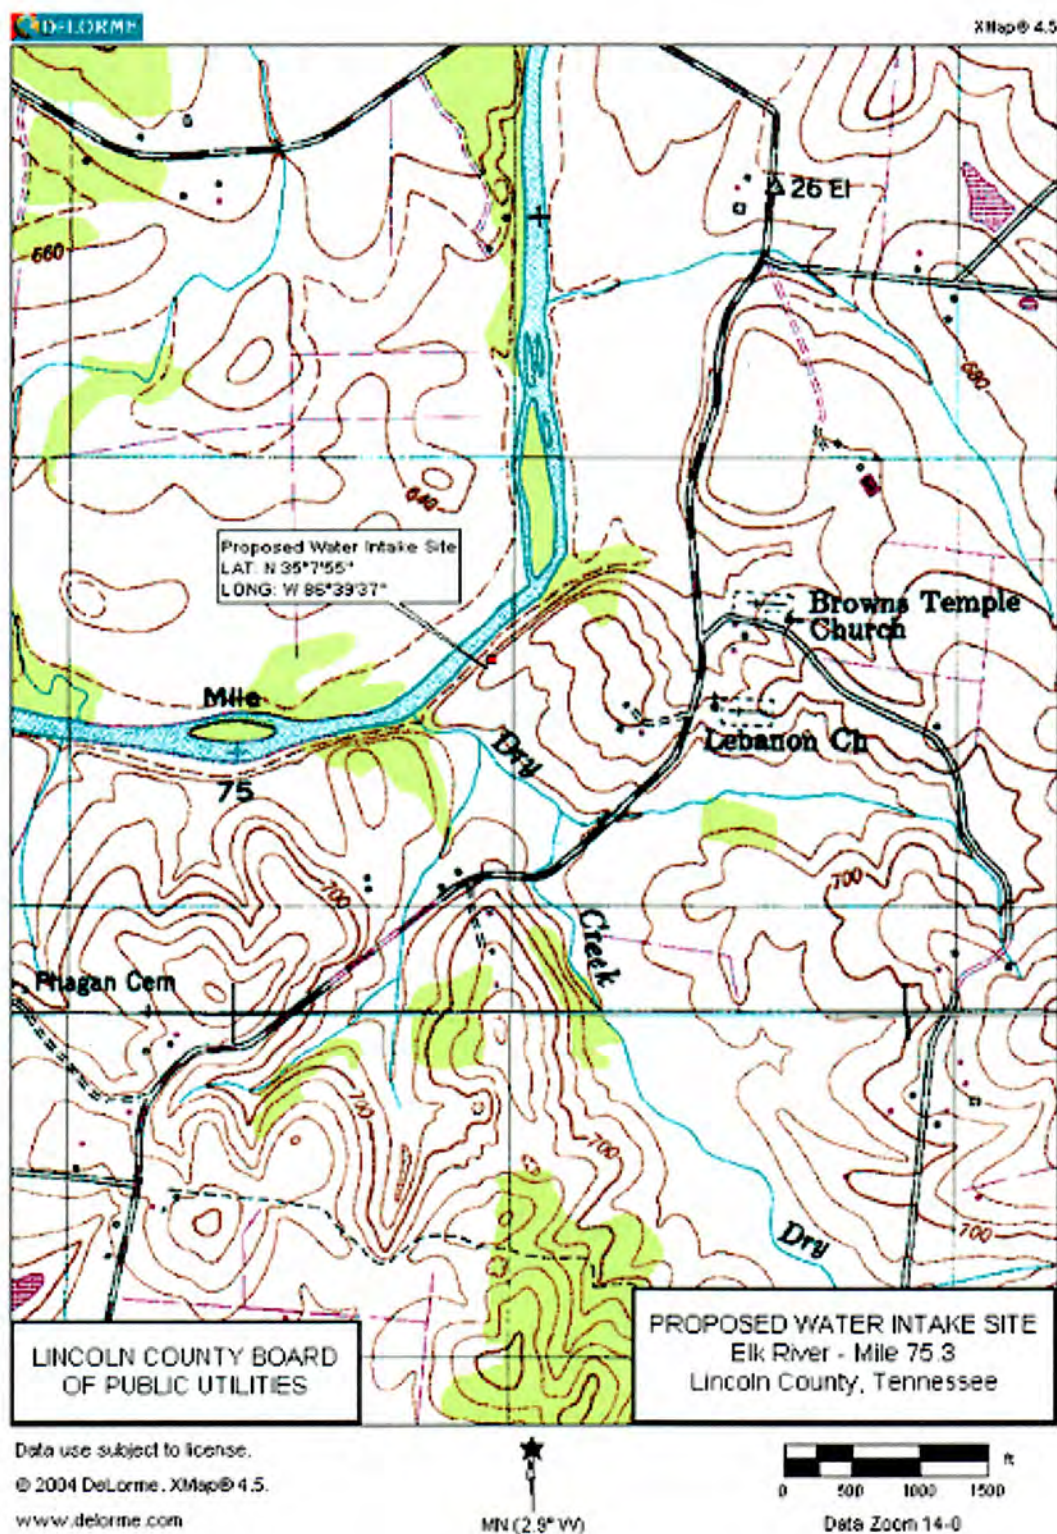 DELORME
XMap® 4.5
26 El
660
680
640
Proposed Water Intake Site
LAT: N 35°7'55"
LONG: W 86°39'37"
Browns Temple
Church
Mile
75
Dry
Lebanon Ch
700
700
Creek
Phagan Cem
700
700
Dry
700
LINCOLN COUNTY BOARD
OF PUBLIC UTILITIES
PROPOSED WATER INTAKE SITE
Elk River - Mile 75.3
Lincoln County, Tennessee
Data use subject to license.
© 2004 DeLorme. XMap® 4.5.
www.delorme.com
MN (2.9° W)
ft
0 500 1000 1500
Data Zoom 14-0